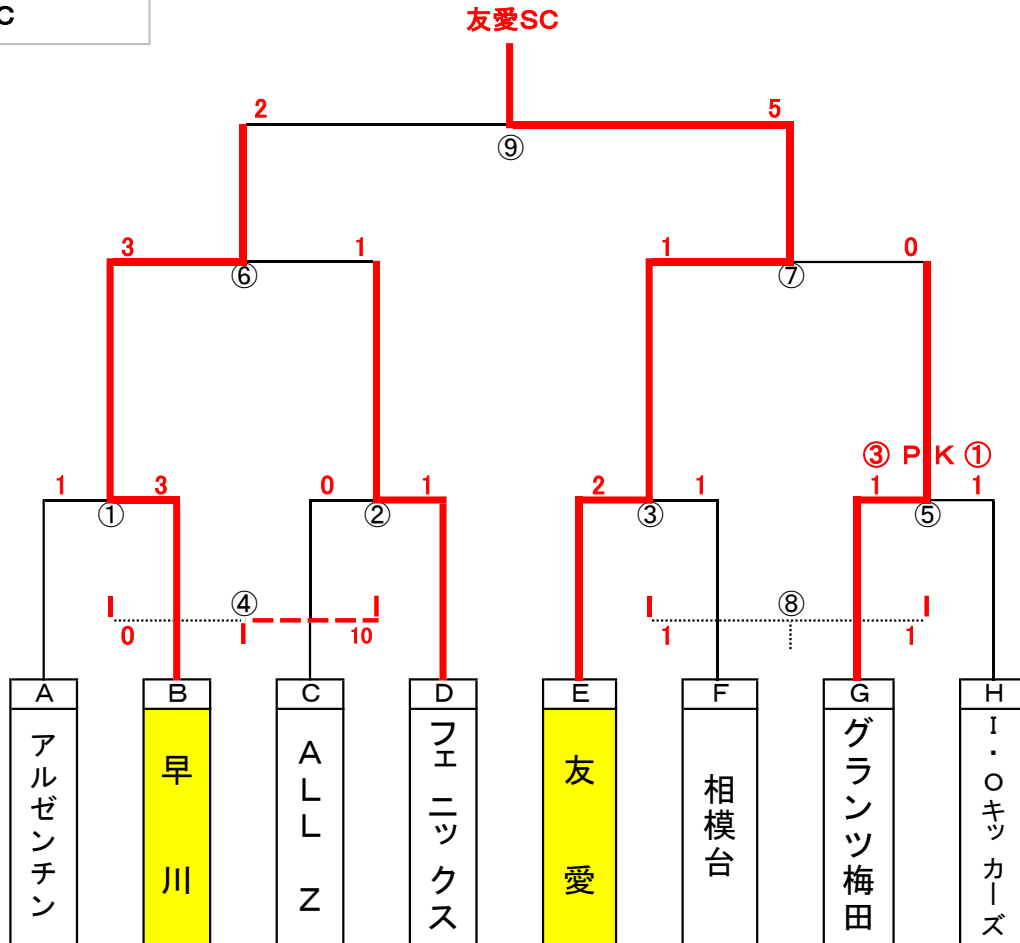 C
友愛SC
2 5
⑨
3 1 1 0
⑥ ⑦
③ PK ①
1 3 0 1 2 1 1 1
① ② ③ ⑤
④ ⑧
0 10 1 1
A B C D E F G H
アルゼンチン
早川
ALL Z
フェニックス
友愛
相模台
グランツ梅田
I・Oキッカーズ